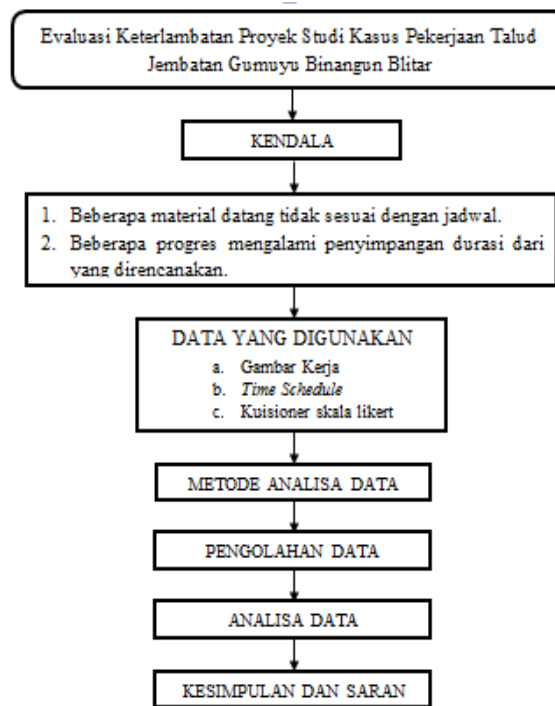 Evaluasi Keterlambatan Proyek Studi Kasus Pekerjaan Talud
Jembatan Gumuyu Binangun Blitar
KENDALA
1. Beberapa material datang tidak sesuai dengan jadwal.
2. Beberapa progres mengalami penyimpangan durasi dari
yang direncanakan.
DATA YANG DIGUNAKAN
a. Gambar Kerja
b. Time Schedule
c. Kuisioner skala likert
METODE ANALISA DATA
PENGOLAHAN DATA
ANALISA DATA
KESIMPULAN DAN SARAN